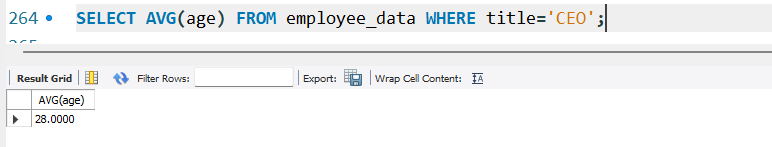 264 SELECT AVG(age) FROM employee_data WHERE title='CEO';
Result Grid Filter Rows: Export: Wrap Cell Content: IA
AVG(age)
28.0000